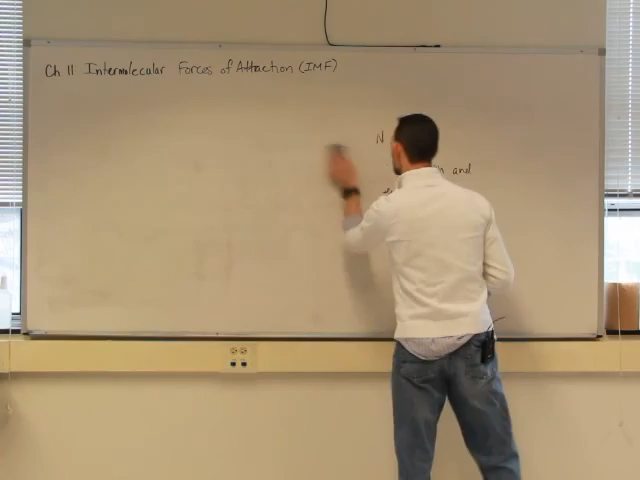 Ch 11 Intermolecular Forces of Attraction (IMF)
N
and